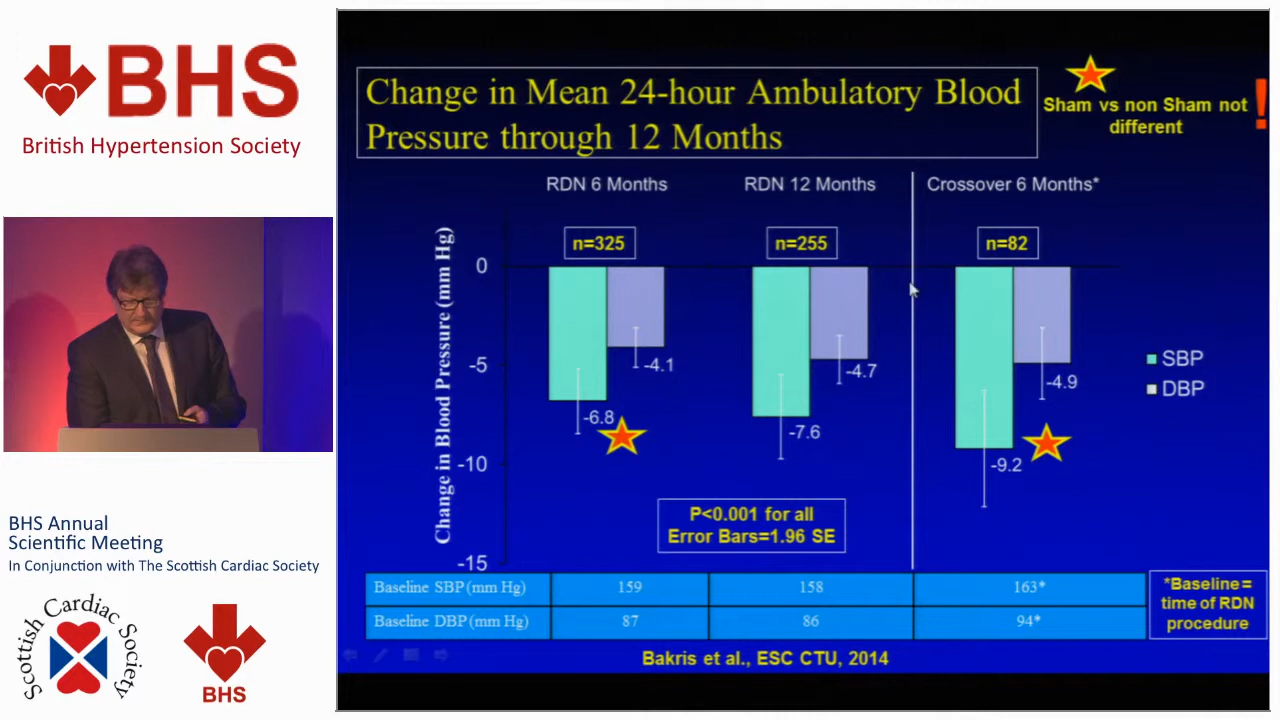 BHS
British Hypertension Society
Change in Mean 24-hour Ambulatory Blood
Pressure through 12 Months
Sham vs non Sham not
different
!
RDN 6 Months
RDN 12 Months
Crossover 6 Months*
n=325
n=255
n=82
Change in Blood Pressure (mm Hg)
0
-5
-10
-15
-6.8
-4.1
-7.6
-4.7
-9.2
-4.9
SBP
DBP
P<0.001 for all
Error Bars=1.96 SE
Baseline SBP (mm Hg) 159 158 163*
Baseline DBP (mm Hg) 87 86 94*
*Baseline=
time of RDN
procedure
Bakris et al., ESC CTU, 2014
BHS Annual
Scientific Meeting
In Conjunction with The Scottish Cardiac Society
Scottish Cardiac Society
BHS